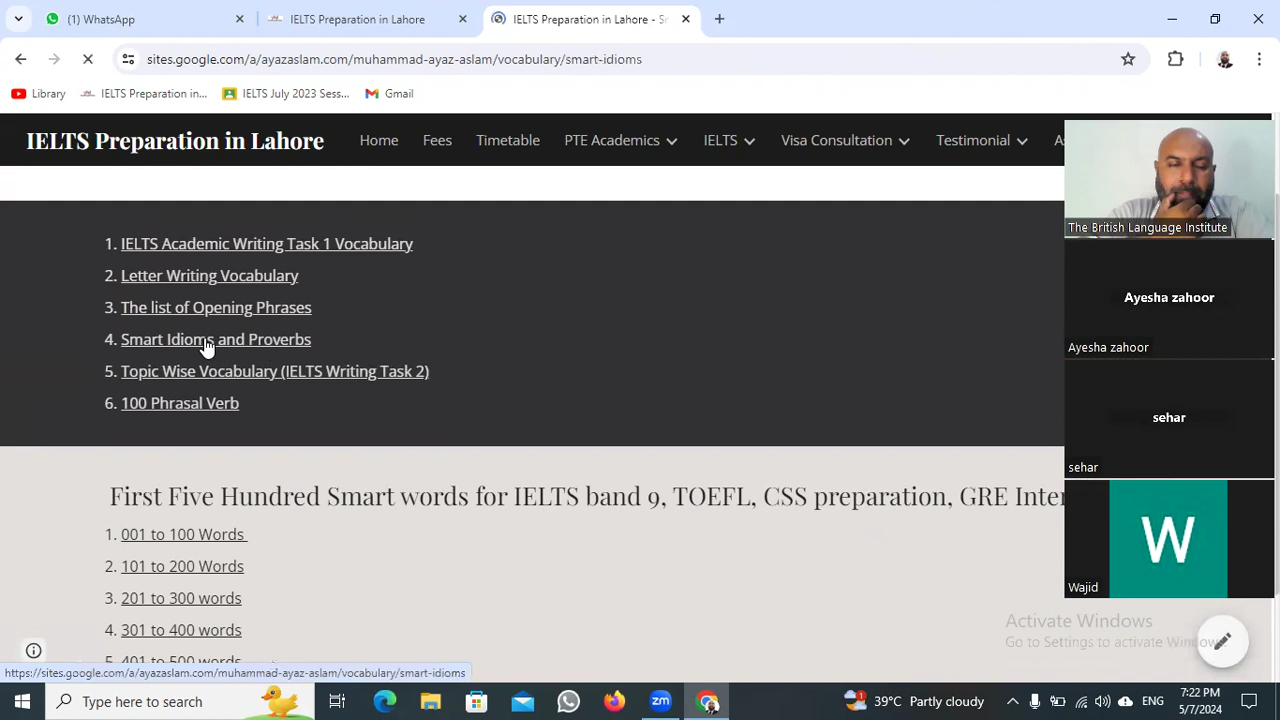 (1) WhatsApp
IELTS Preparation in Lahore
IELTS Preparation in Lahore - Sm
sites.google.com/a/ayazaslam.com/muhammad-ayaz-aslam/vocabulary/smart-idioms
Library
IELTS Preparation in...
IELTS July 2023 Sess...
Gmail
IELTS Preparation in Lahore
Home
Fees
Timetable
PTE Academics
IELTS
Visa Consultation
Testimonial
1. IELTS Academic Writing Task 1 Vocabulary
2. Letter Writing Vocabulary
3. The list of Opening Phrases
4. Smart Idioms and Proverbs
5. Topic Wise Vocabulary (IELTS Writing Task 2)
6. 100 Phrasal Verb
First Five Hundred Smart words for IELTS band 9, TOEFL, CSS preparation, GRE Inter
1. 001 to 100 Words
2. 101 to 200 Words
3. 201 to 300 words
4. 301 to 400 words
5. 401 to 500 words
The British Language Institute
Ayesha zahoor
Ayesha zahoor
sehar
sehar
W
Wajid
Activate Windows
Go to Settings to activate Windows.
https://sites.google.com/a/ayazaslam.com/muhammad-ayaz-aslam/vocabulary/smart-idioms
Type here to search
39°C Partly cloudy
ENG
7:22 PM
5/7/2024